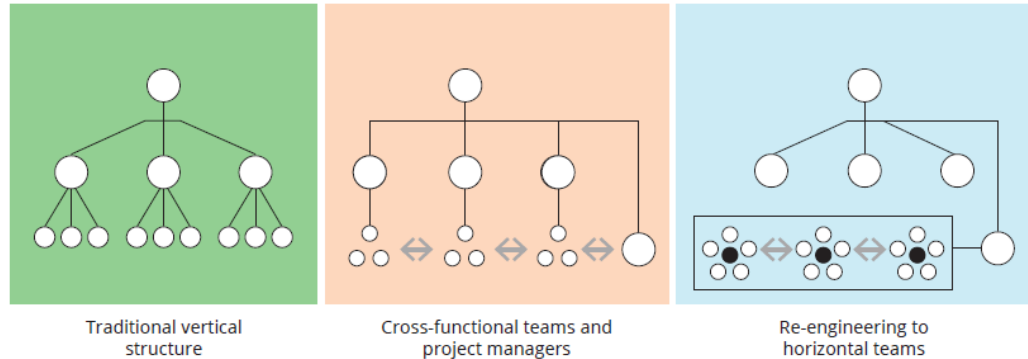 Traditional vertical
structure
Cross-functional teams and
project managers
Re-engineering to
horizontal teams